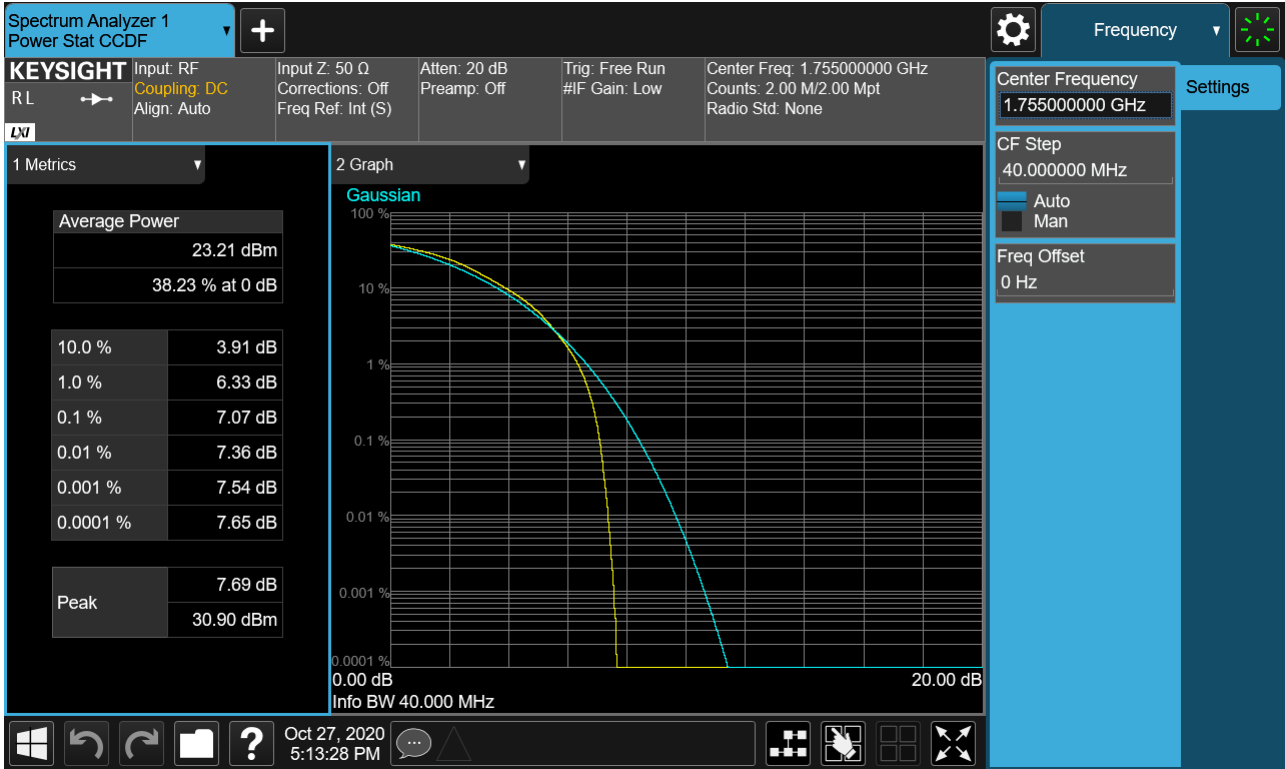 Spectrum Analyzer 1
Power Stat CCDF
Frequency
KEYSIGHT
R L
LXI
Input: RF
Coupling: DC
Align: Auto
Input Z: 50 Ω
Corrections: Off
Freq Ref: Int (S)
Atten: 20 dB
Preamp: Off
Trig: Free Run
#IF Gain: Low
Center Freq: 1.755000000 GHz
Counts: 2.00 M/2.00 Mpt
Radio Std: None
Center Frequency
1.755000000 GHz
Settings
CF Step
40.000000 MHz
Auto
Man
Freq Offset
0 Hz
1 Metrics
Average Power
23.21 dBm
38.23 % at 0 dB
10.0 % 3.91 dB
1.0 % 6.33 dB
0.1 % 7.07 dB
0.01 % 7.36 dB
0.001 % 7.54 dB
0.0001 % 7.65 dB
Peak
7.69 dB
30.90 dBm
2 Graph
Gaussian
100 %
10 %
1 %
0.1 %
0.01 %
0.001 %
0.0001 %
0.00 dB 20.00 dB
Info BW 40.000 MHz
?
Oct 27, 2020
5:13:28 PM